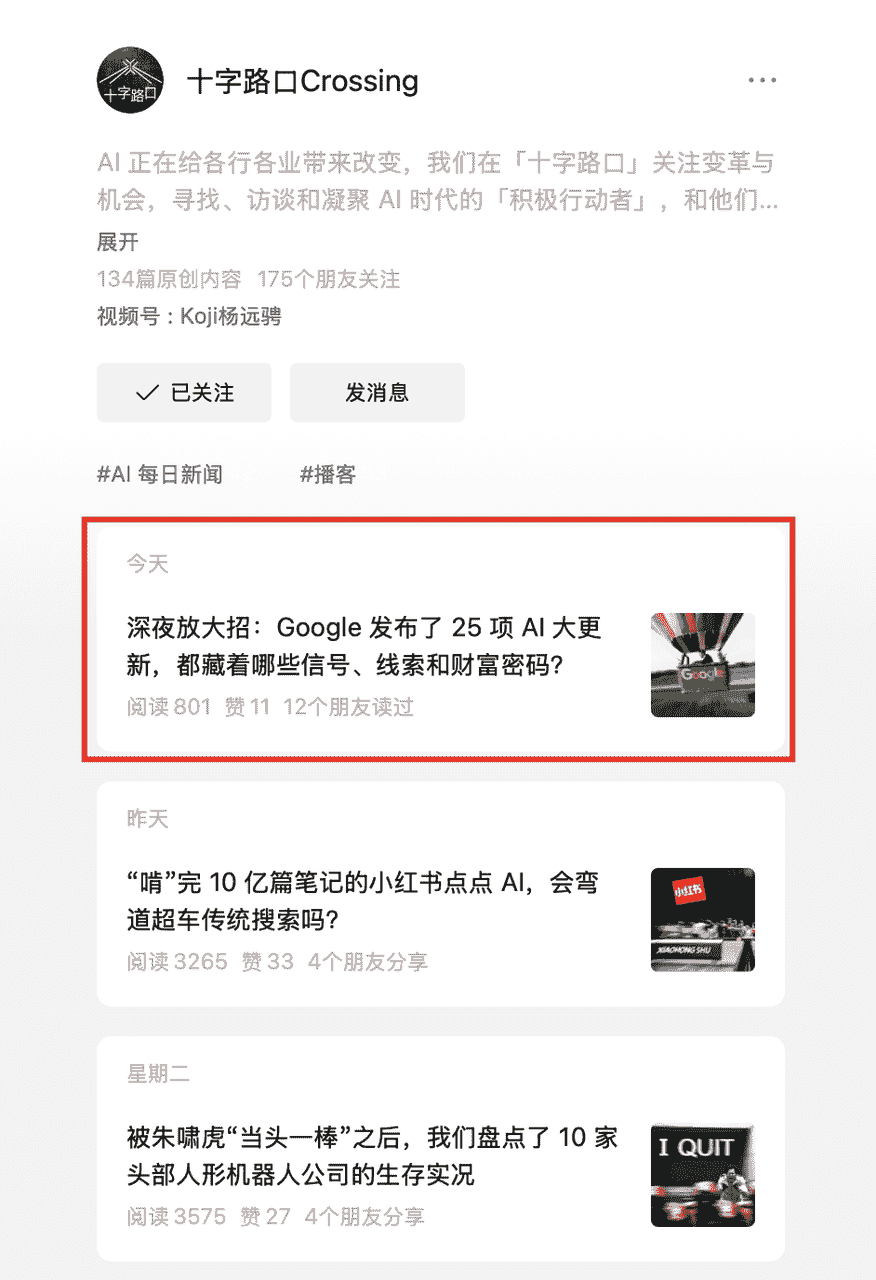 十字路口
十字路口Crossing
AI 正在给各行各业带来改变，我们在「十字路口」关注变革与
机会，寻找、访谈和凝聚 AI 时代的「积极行动者」，和他们...
展开
134篇原创内容 175个朋友关注
视频号 : Koji杨远骋
已关注
发消息
#AI 每日新闻 #播客
今天
深夜放大招：Google 发布了 25 项 AI 大更
新，都藏着哪些信号、线索和财富密码？
阅读 801 赞 11 12个朋友读过
Google
昨天
“啃”完 10 亿篇笔记的小红书点点 AI，会弯
道超车传统搜索吗？
阅读 3265 赞 33 4个朋友分享
小红书
XIAOHONG SHU
星期二
被朱啸虎“当头一棒”之后，我们盘点了 10 家
头部人形机器人公司的生存实况
阅读 3575 赞 27 4个朋友分享
I QUIT